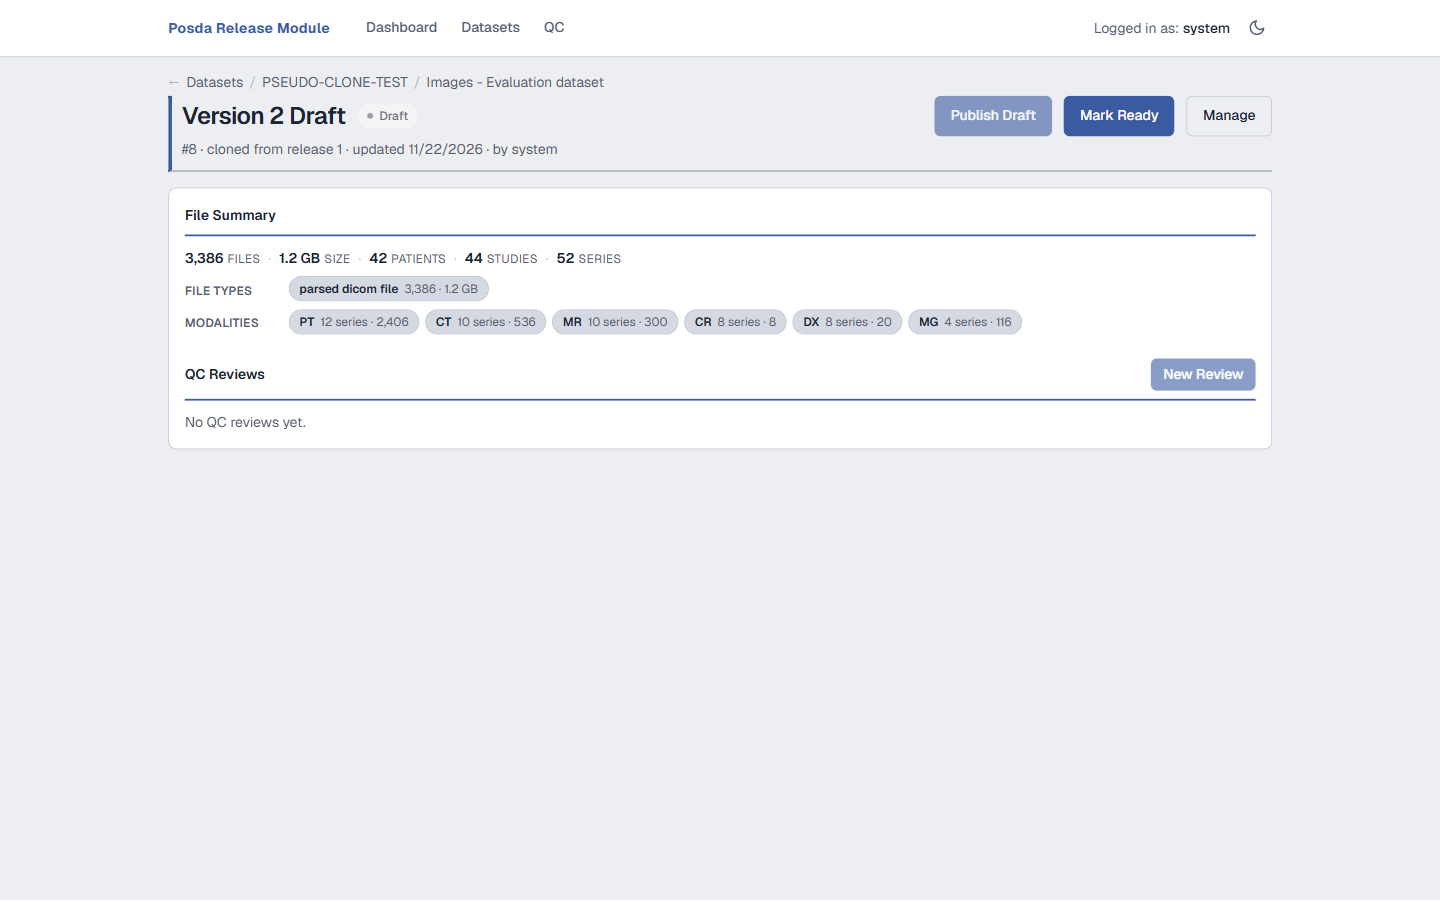 Posda Release Module Dashboard Datasets QC Logged in as: system
← Datasets / PSEUDO-CLONE-TEST / Images - Evaluation dataset
Version 2 Draft Draft Publish Draft Mark Ready Manage
#8 · cloned from release 1 · updated 11/22/2026 · by system
File Summary
3,386 FILES · 1.2 GB SIZE · 42 PATIENTS · 44 STUDIES · 52 SERIES
FILE TYPES parsed dicom file 3,386 · 1.2 GB
MODALITIES PT 12 series · 2,406 CT 10 series · 536 MR 10 series · 300 CR 8 series · 8 DX 8 series · 20 MG 4 series · 116
QC Reviews New Review
No QC reviews yet.